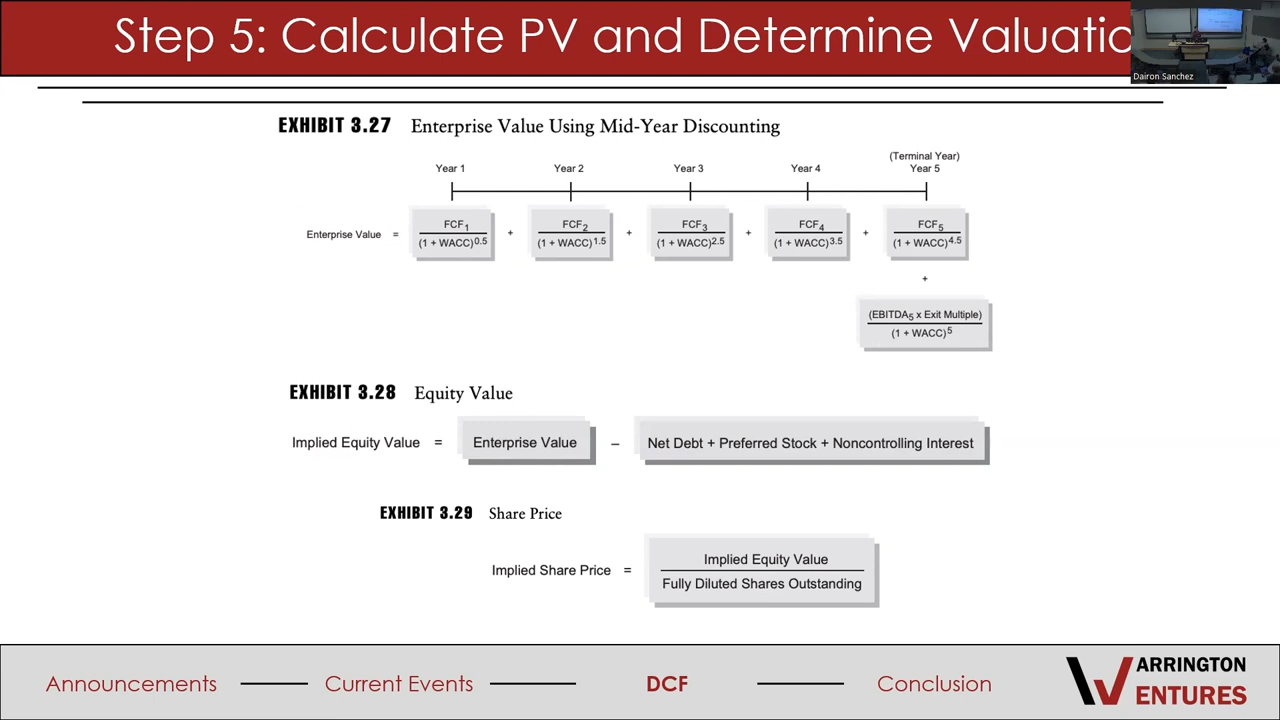 Step 5: Calculate PV and Determine Valuatio
Dairon Sanchez
EXHIBIT 3.27 Enterprise Value Using Mid-Year Discounting
(Terminal Year)
Year 1 Year 2 Year 3 Year 4 Year 5
Enterprise Value = FCF1 / (1 + WACC)^0.5 + FCF2 / (1 + WACC)^1.5 + FCF3 / (1 + WACC)^2.5 + FCF4 / (1 + WACC)^3.5 + FCF5 / (1 + WACC)^4.5
+
(EBITDA5 x Exit Multiple)
(1 + WACC)^5
EXHIBIT 3.28 Equity Value
Implied Equity Value = Enterprise Value – Net Debt + Preferred Stock + Noncontrolling Interest
EXHIBIT 3.29 Share Price
Implied Equity Value
Implied Share Price =
Fully Diluted Shares Outstanding
Announcements Current Events DCF Conclusion
WARRINGTON
VENTURES